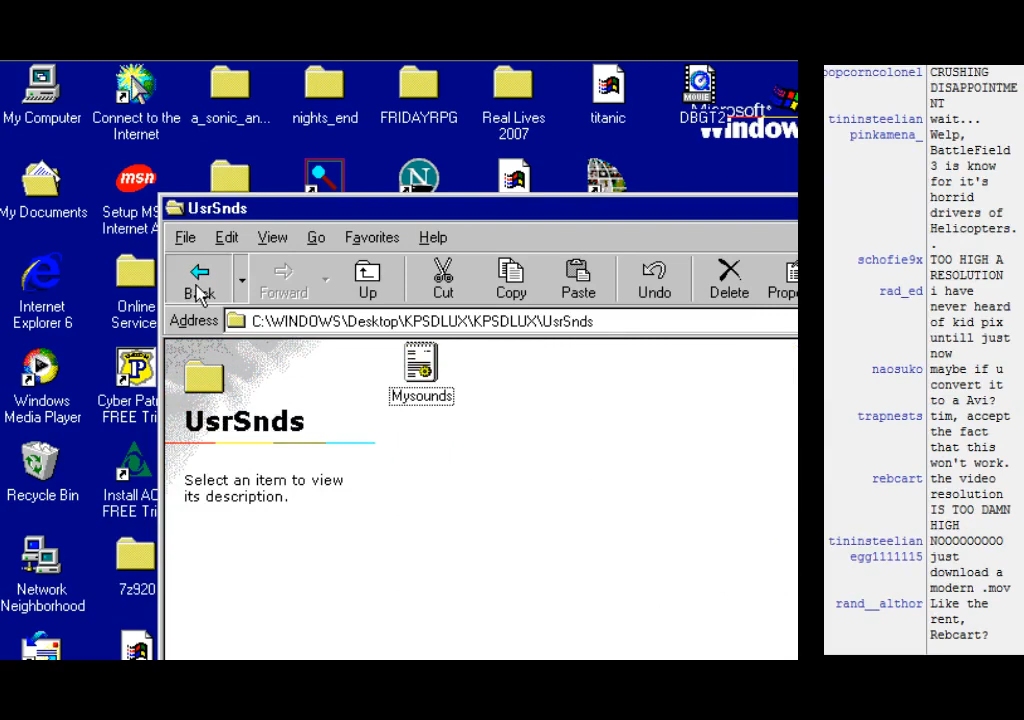 My Computer
Connect to the
Internet
a_sonic_an...
nights_end
FRIDAYRPG
Real Lives
2007
titanic
MOVIE
DBGT2
Microsoft
Window
My Documents
msn
Setup MS
Internet A
N
UsrSnds
File Edit View Go Favorites Help
Back Forward Up Cut Copy Paste Undo Delete Prope
Address C:\WINDOWS\Desktop\KPSDLUX\KPSDLUX\UsrSnds
Internet
Explorer 6
Online
Service
Windows
Media Player
Cyber Pat
FREE Tri
Recycle Bin
Install AO
FREE Tri
Network
Neighborhood
7z920
UsrSnds
Select an item to view
its description.
Mysounds
opcorncolonel CRUSHING
DISAPPOINTME
NT
tininsteelian wait...
pinkamena_ Welp,
BattleField
3 is know
for it's
horrid
drivers of
Helicopters.
.
schofie9x TOO HIGH A
RESOLUTION
rad_ed i have
never heard
of kid pix
untill just
now
naosuko maybe if u
convert it
to a Avi?
trapnests tim, accept
the fact
that this
won't work.
rebcart the video
resolution
IS TOO DAMN
HIGH
tininsteelian NOOOOOOOOO
egg1111115 just
download a
modern .mov
rand__althor Like the
rent,
Rebcart?